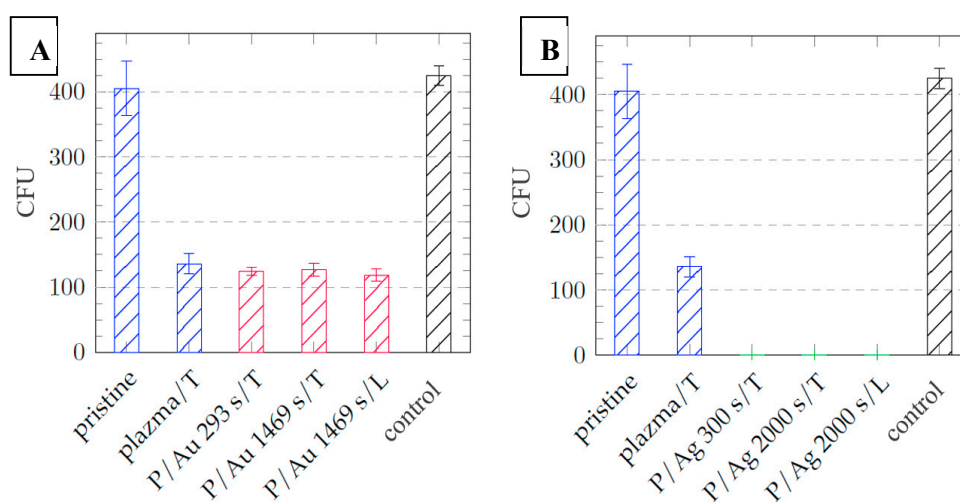 A
CFU
400
300
200
100
0
pristine
plazma/T
P/Au 293 s/T
P/Au 1469 s/T
P/Au 1469 s/L
control
B
CFU
400
300
200
100
0
pristine
plazma/T
P/Ag 300 s/T
P/Ag 2000 s/T
P/Ag 2000 s/L
control